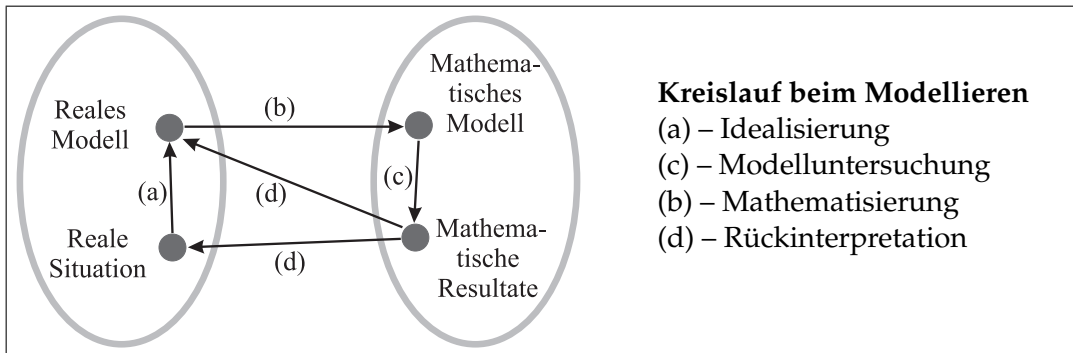 Reales
Modell
(b)
Mathema-
tisches
Modell
(a)
(d)
(c)
Reale
Situation
(d)
Mathema-
tische
Resultate
Kreislauf beim Modellieren
(a) – Idealisierung
(c) – Modelluntersuchung
(b) – Mathematisierung
(d) – Rückinterpretation